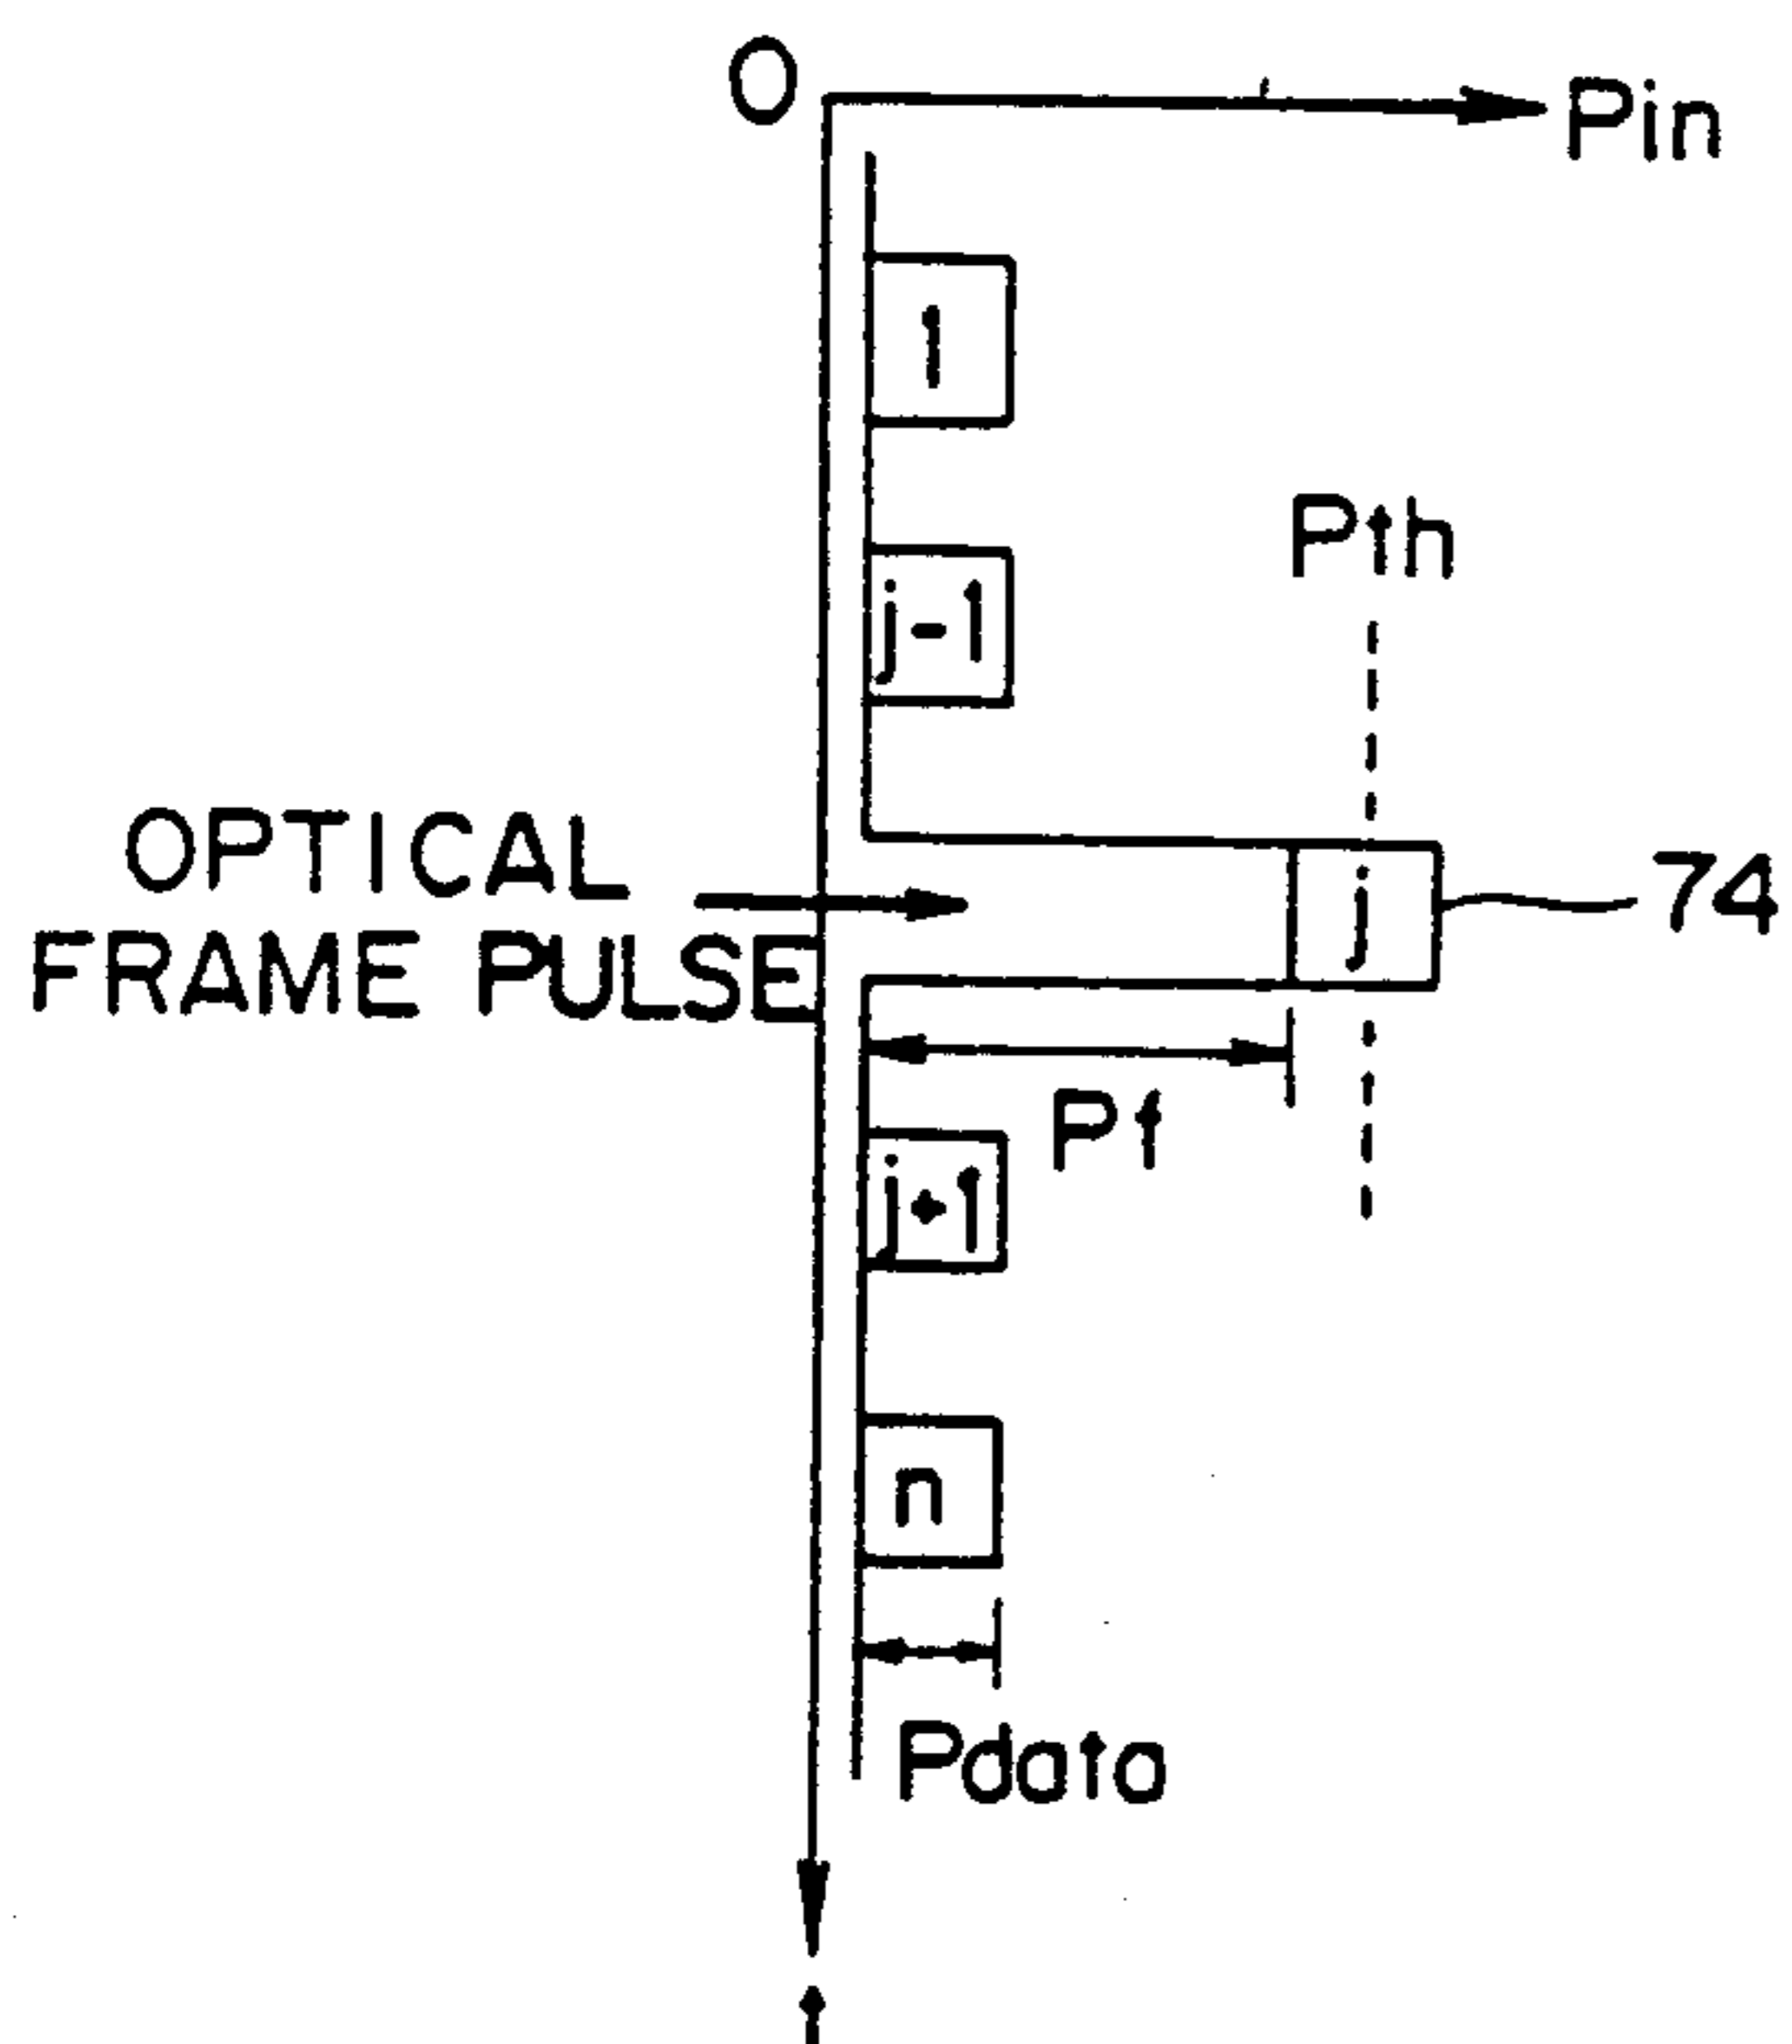 O
Pin
1
j-1
Pth
OPTICAL
FRAME PULSE
j
74
Pf
j+1
n
Pdata
t